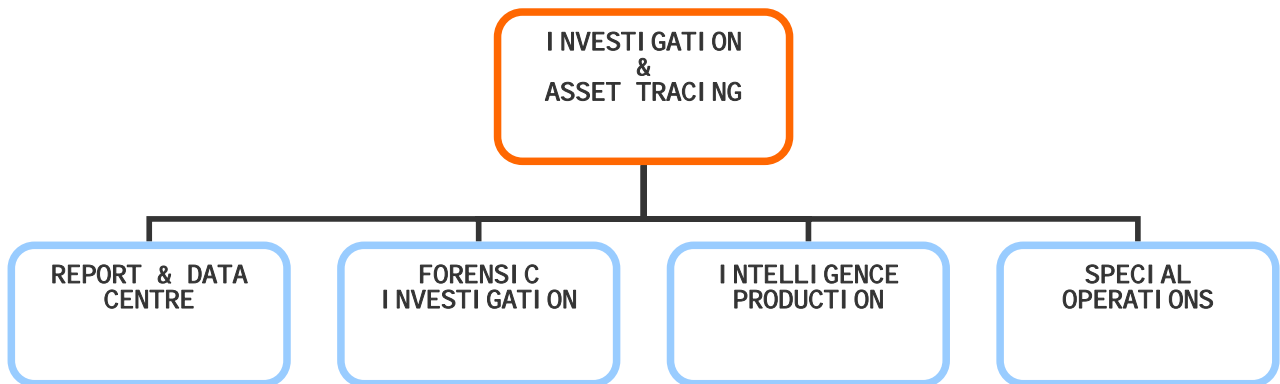 INVESTIGATION
&
ASSET TRACING
REPORT & DATA
CENTRE
FORENSIC
INVESTIGATION
INTELLIGENCE
PRODUCTION
SPECIAL
OPERATIONS